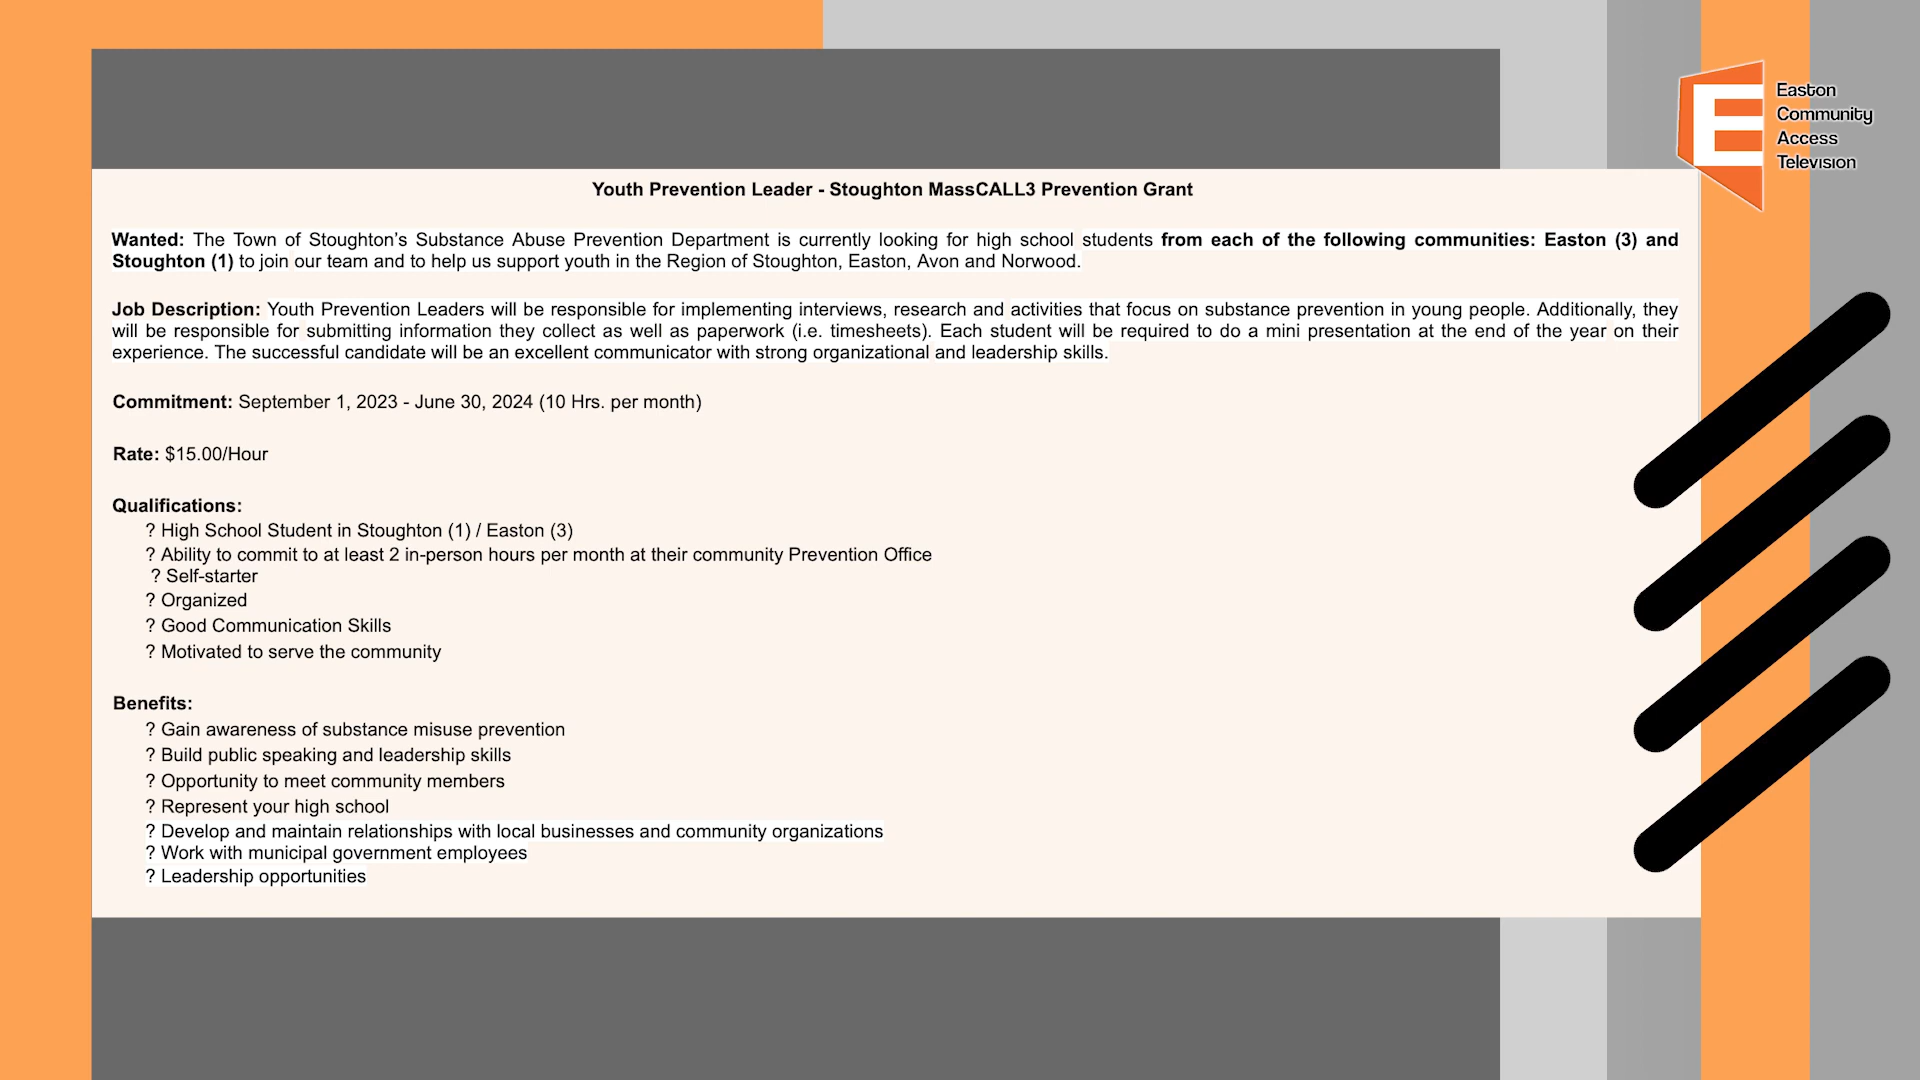 Easton
Community
Access
Television
Youth Prevention Leader - Stoughton MassCALL3 Prevention Grant
Wanted: The Town of Stoughton’s Substance Abuse Prevention Department is currently looking for high school students from each of the following communities: Easton (3) and
Stoughton (1) to join our team and to help us support youth in the Region of Stoughton, Easton, Avon and Norwood.
Job Description: Youth Prevention Leaders will be responsible for implementing interviews, research and activities that focus on substance prevention in young people. Additionally, they
will be responsible for submitting information they collect as well as paperwork (i.e. timesheets). Each student will be required to do a mini presentation at the end of the year on their
experience. The successful candidate will be an excellent communicator with strong organizational and leadership skills.
Commitment: September 1, 2023 - June 30, 2024 (10 Hrs. per month)
Rate: $15.00/Hour
Qualifications:
? High School Student in Stoughton (1) / Easton (3)
? Ability to commit to at least 2 in-person hours per month at their community Prevention Office
? Self-starter
? Organized
? Good Communication Skills
? Motivated to serve the community
Benefits:
? Gain awareness of substance misuse prevention
? Build public speaking and leadership skills
? Opportunity to meet community members
? Represent your high school
? Develop and maintain relationships with local businesses and community organizations
? Work with municipal government employees
? Leadership opportunities